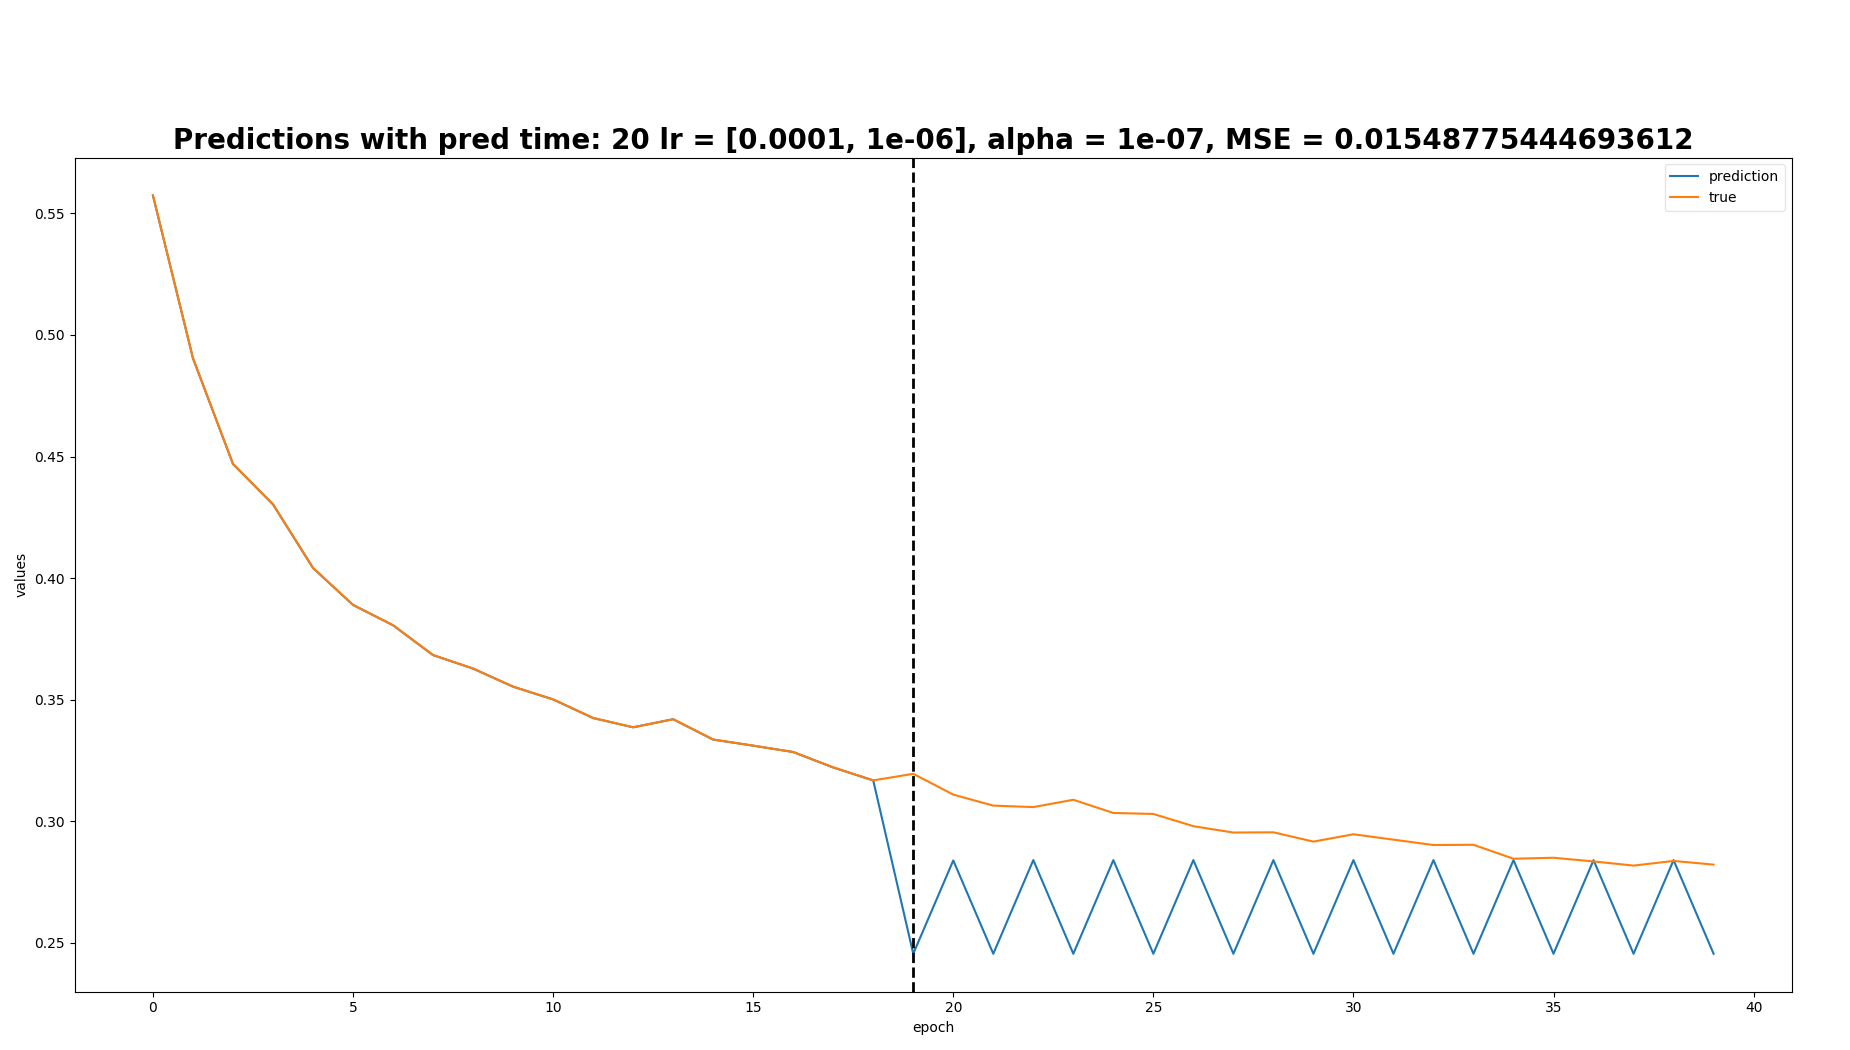 Predictions with pred time: 20 lr = [0.0001, 1e-06], alpha = 1e-07, MSE = 0.01548775444693612
prediction
true
0.55
0.50
0.45
0.40
0.35
0.30
0.25
values
0 5 10 15 20 25 30 35 40
epoch